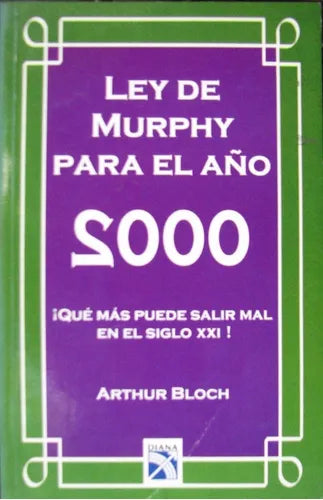 LEY DE
MURPHY
PARA EL AÑO
2000
¡QUÉ MÁS PUEDE SALIR MAL
EN EL SIGLO XXI !
ARTHUR BLOCH
DIANA